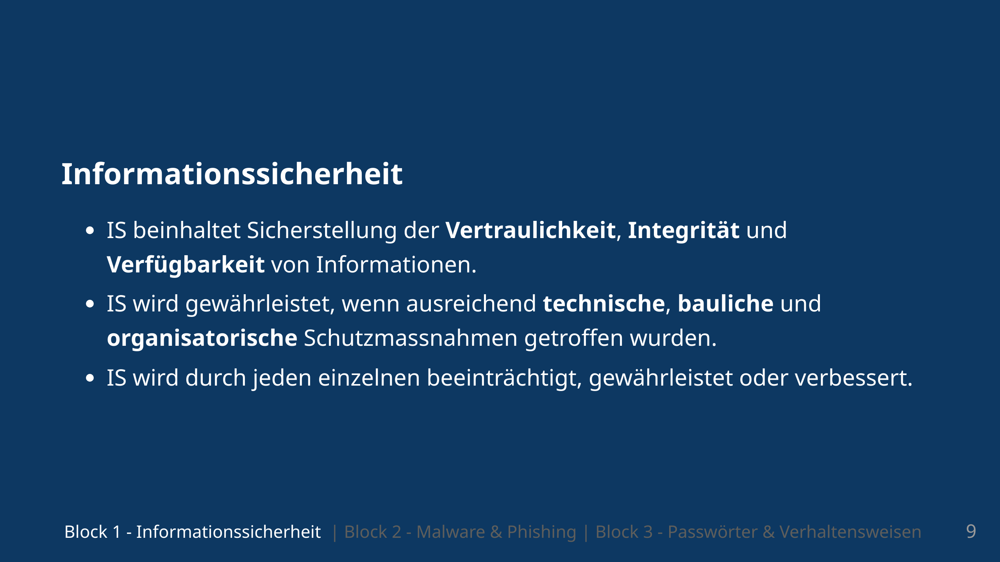 Informationssicherheit
• IS beinhaltet Sicherstellung der Vertraulichkeit, Integrität und
Verfügbarkeit von Informationen.
• IS wird gewährleistet, wenn ausreichend technische, bauliche und
organisatorische Schutzmassnahmen getroffen wurden.
• IS wird durch jeden einzelnen beeinträchtigt, gewährleistet oder verbessert.
Block 1 - Informationssicherheit | Block 2 - Malware & Phishing | Block 3 - Passwörter & Verhaltensweisen 9